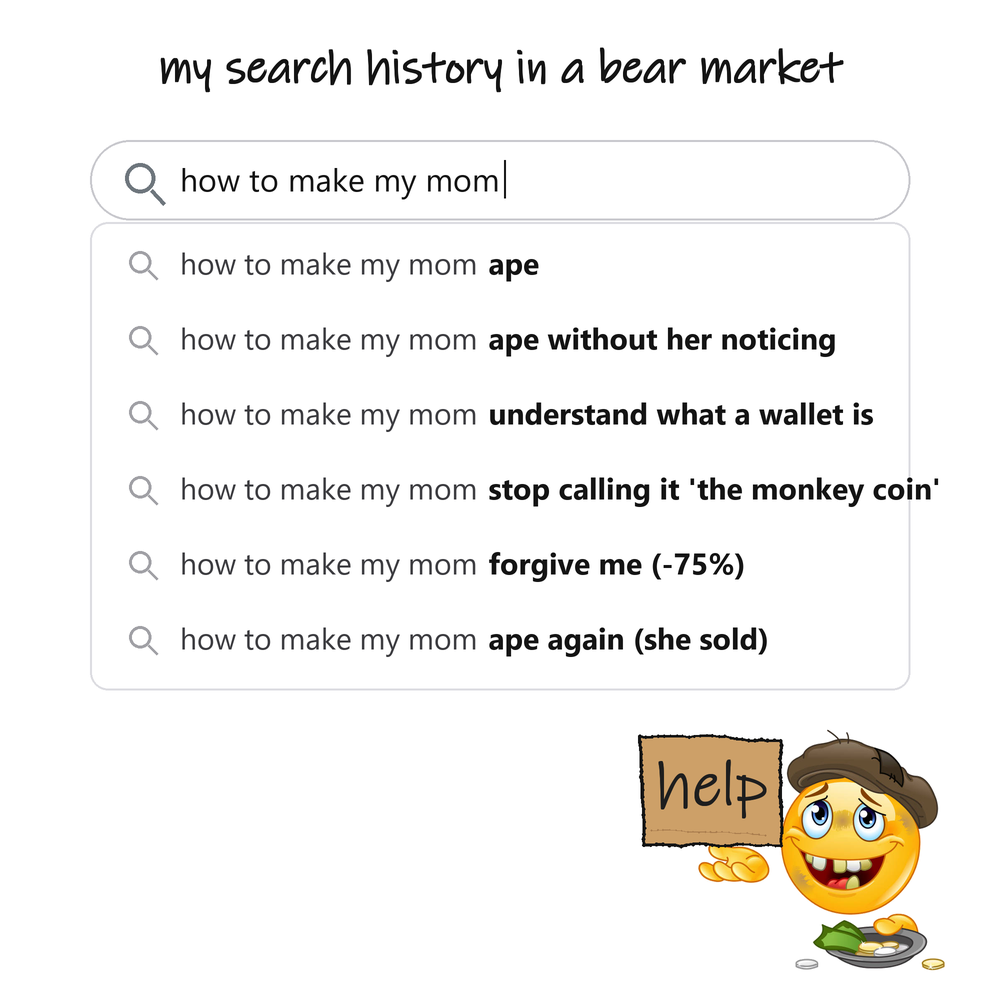 my search history in a bear market
how to make my mom
how to make my mom ape
how to make my mom ape without her noticing
how to make my mom understand what a wallet is
how to make my mom stop calling it 'the monkey coin'
how to make my mom forgive me (-75%)
how to make my mom ape again (she sold)
help